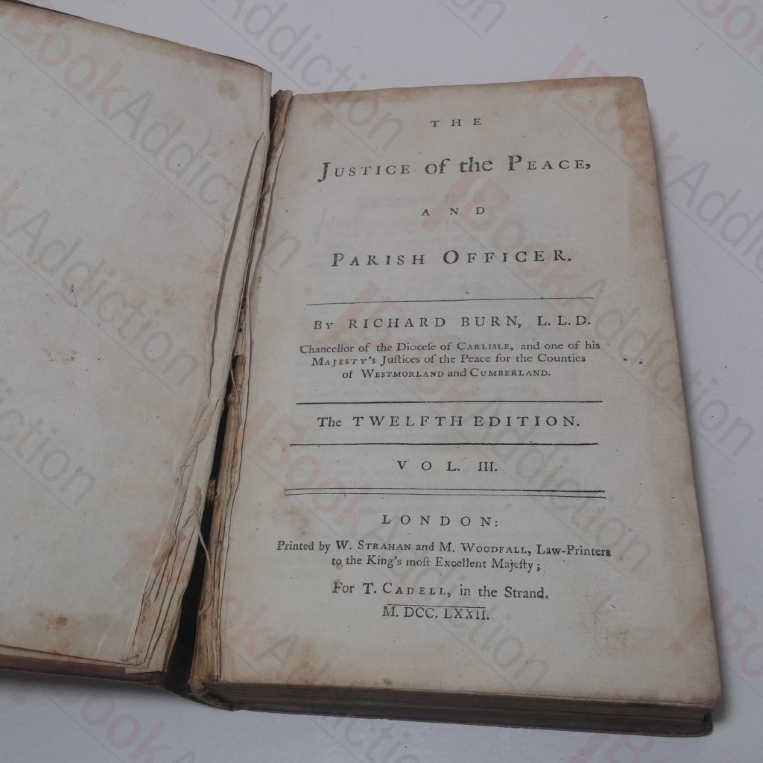 THE
JUSTICE of the PEACE,
AND
PARISH OFFICER.
By RICHARD BURN, L.L.D.
Chancellor of the Dioceſe of CARLISLE, and one of his
MAJESTY's Juſtices of the Peace for the Counties
of WESTMORLAND and CUMBERLAND.
The TWELFTH EDITION.
VOL. III.
LONDON:
Printed by W. STRAHAN and M. WOODFALL, Law-Printers
to the King's moſt Excellent Majeſty;
For T. CADELL, in the Strand.
M.DCC.LXXII.
BookAddiction